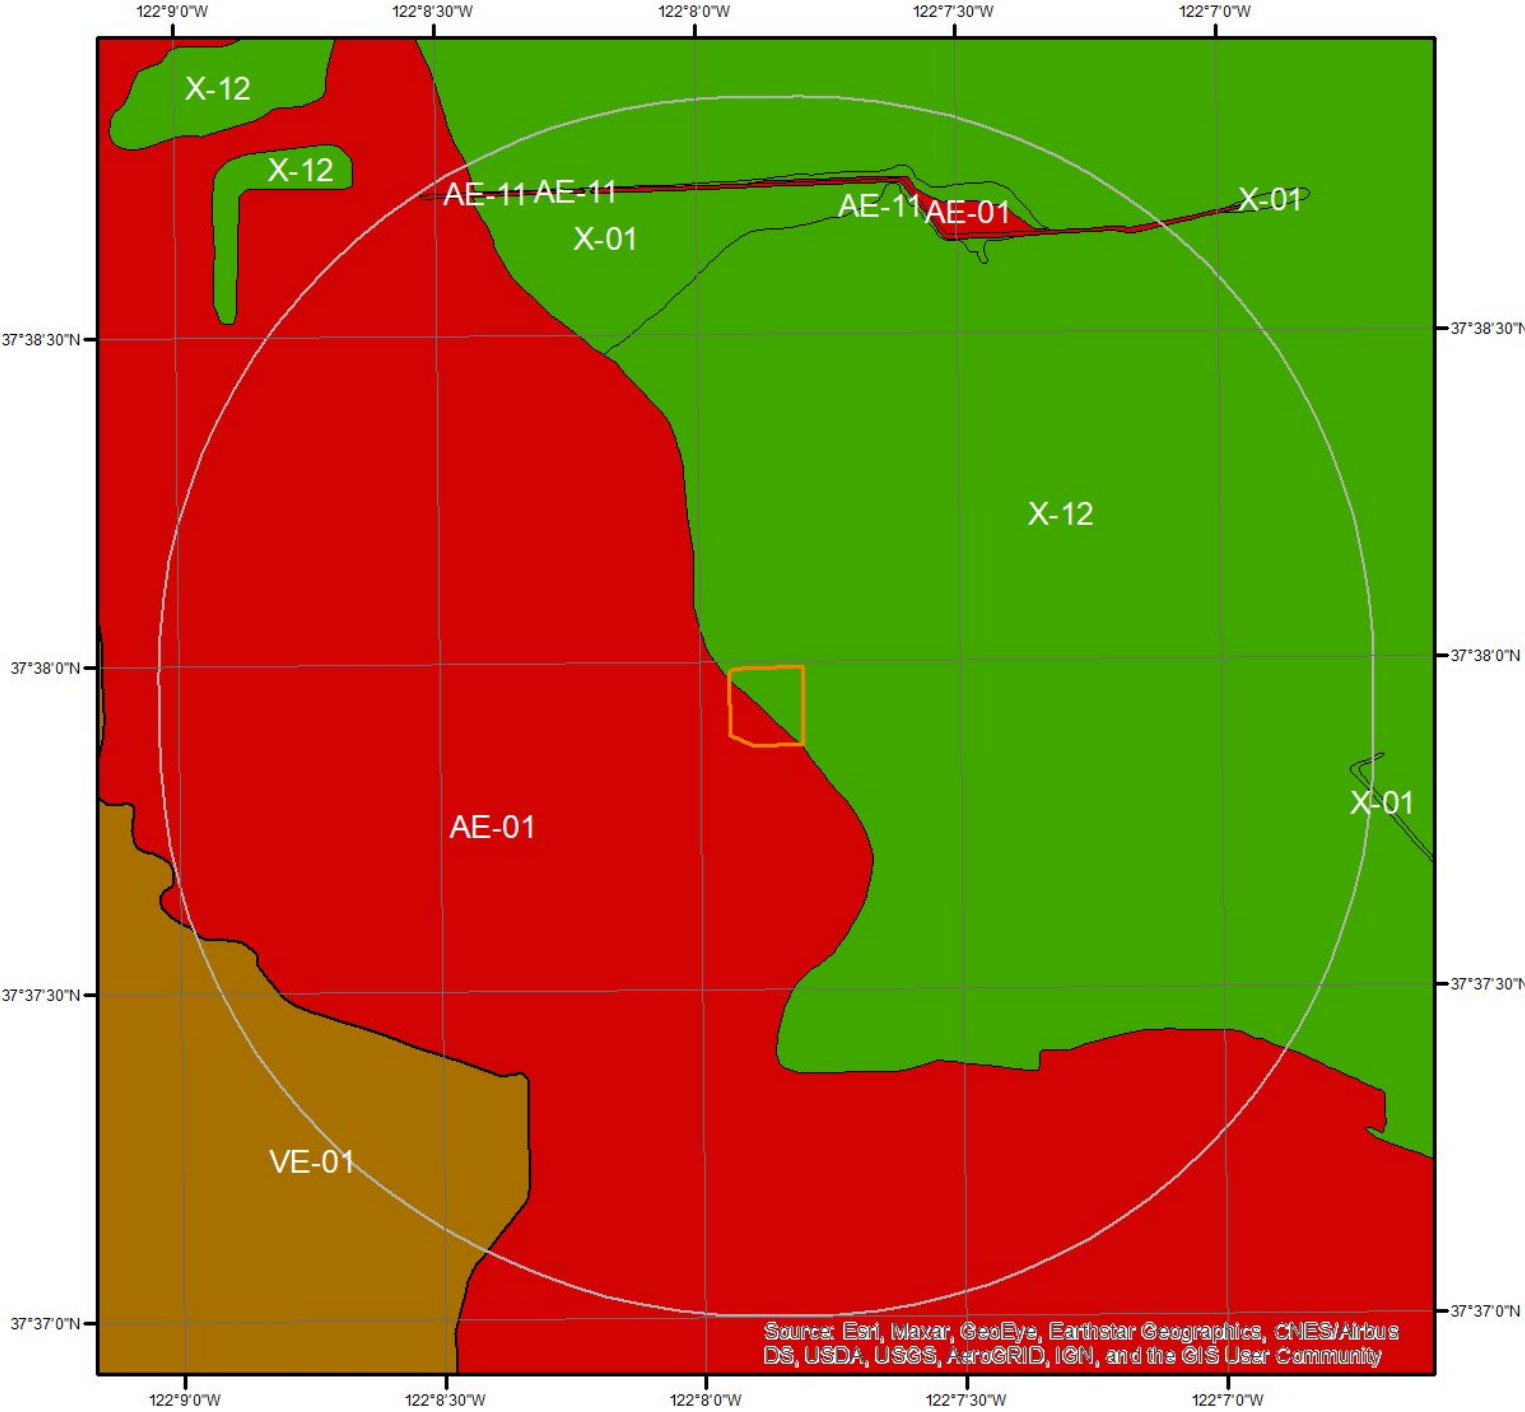 122°9'0"W 122°8'30"W 122°8'0"W 122°7'30"W 122°7'0"W
X-12
X-12
AE-11 AE-11 AE-11 AE-01 X-01
X-01
37°38'30"N 37°38'30"N
X-12
37°38'0"N 37°38'0"N
X-01
AE-01
37°37'30"N 37°37'30"N
VE-01
37°37'0"N 37°37'0"N
Source: Esri, Maxar, GeoEye, Earthstar Geographics, CNES/Airbus
DS, USDA, USGS, AeroGRID, IGN, and the GIS User Community
122°9'0"W 122°8'30"W 122°8'0"W 122°7'30"W 122°7'0"W